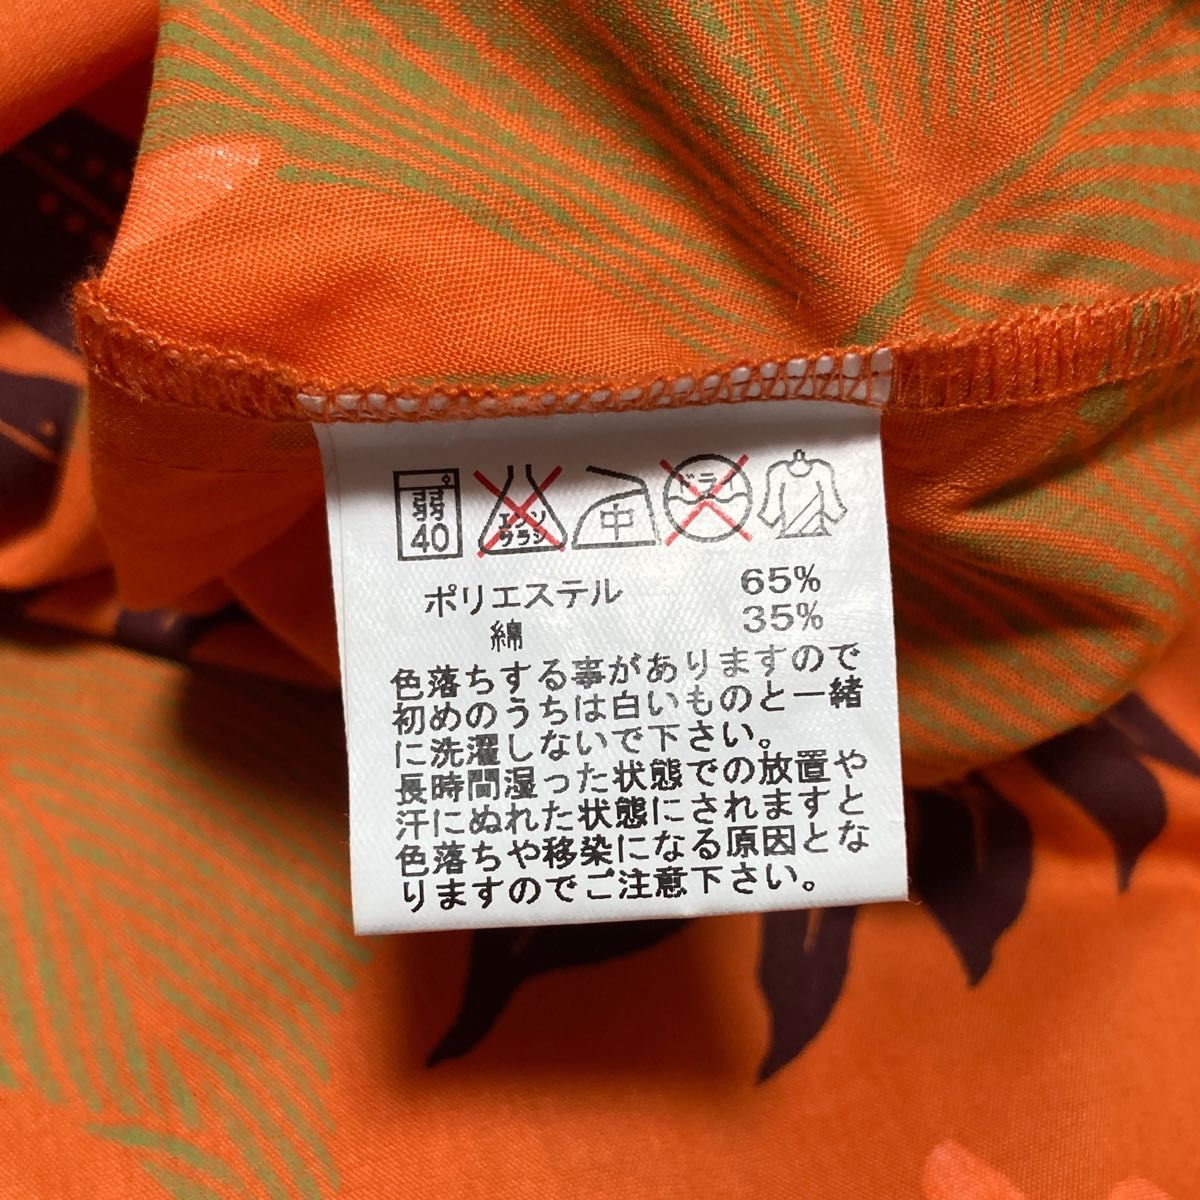 弱
40
エンソ
サラシ
中
ドライ
ポリエステル 65%
綿 35%
色落ちする事がありますので
初めのうちは白いものと一緒
に洗濯しないで下さい。
長時間湿った状態での放置や
汗にぬれた状態にされますと
色落ちや移染になる原因とな
りますのでご注意下さい。